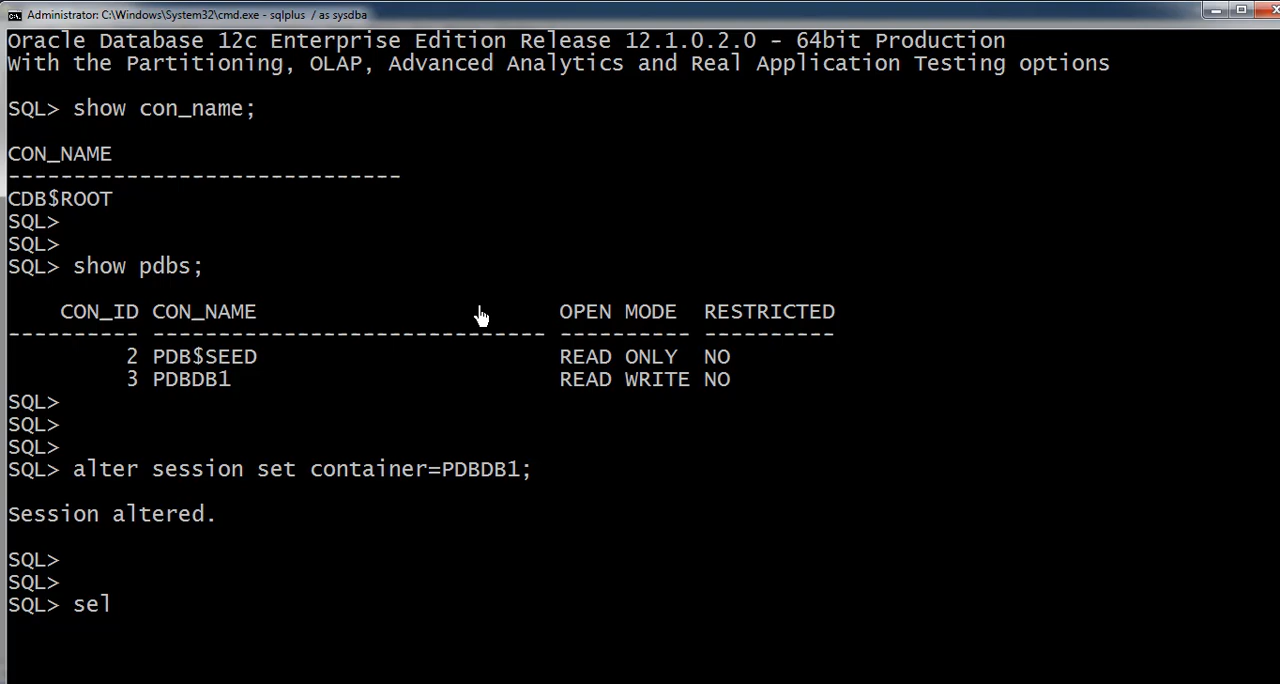 Administrator: C:\Windows\System32\cmd.exe - sqlplus / as sysdba
Oracle Database 12c Enterprise Edition Release 12.1.0.2.0 - 64bit Production
With the Partitioning, OLAP, Advanced Analytics and Real Application Testing options
SQL> show con_name;
CON_NAME
------------------------------
CDB$ROOT
SQL>
SQL>
SQL> show pdbs;
CON_ID CON_NAME OPEN MODE RESTRICTED
---------- ------------------------------ ---------- ----------
2 PDB$SEED READ ONLY NO
3 PDBDB1 READ WRITE NO
SQL>
SQL>
SQL>
SQL> alter session set container=PDBDB1;
Session altered.
SQL>
SQL>
SQL> sel